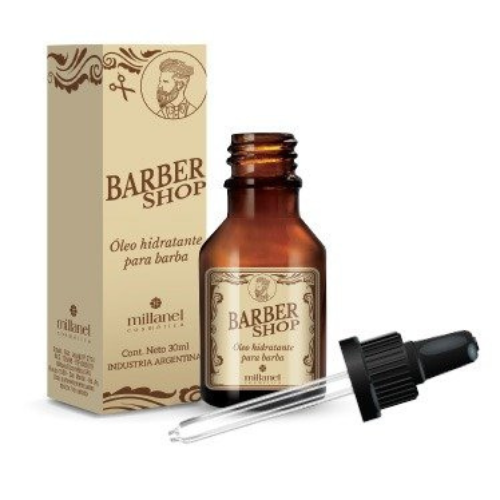 BARBER
SHOP
Óleo hidratante
para barba
millanel
cosmética
Cont. Neto 30ml
INDUSTRIA ARGENTINA
BARBER
SHOP
Óleo hidratante
para barba
millanel